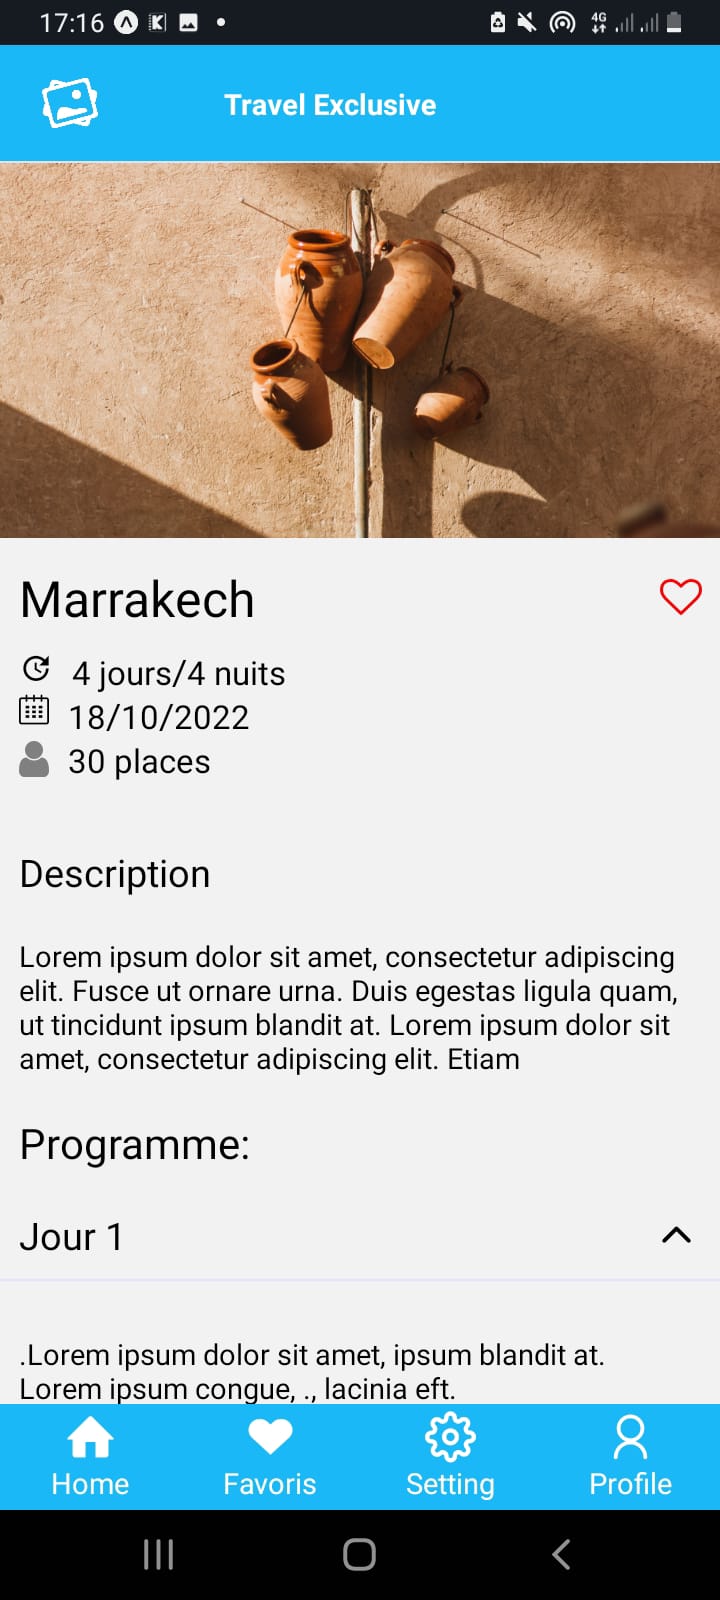 17:16
4G
Travel Exclusive
Marrakech
4 jours/4 nuits
18/10/2022
30 places
Description
Lorem ipsum dolor sit amet, consectetur adipiscing
elit. Fusce ut ornare urna. Duis egestas ligula quam,
ut tincidunt ipsum blandit at. Lorem ipsum dolor sit
amet, consectetur adipiscing elit. Etiam
Programme:
Jour 1
.Lorem ipsum dolor sit amet, ipsum blandit at.
Lorem ipsum congue, ., lacinia eft.
Home Favoris Setting Profile